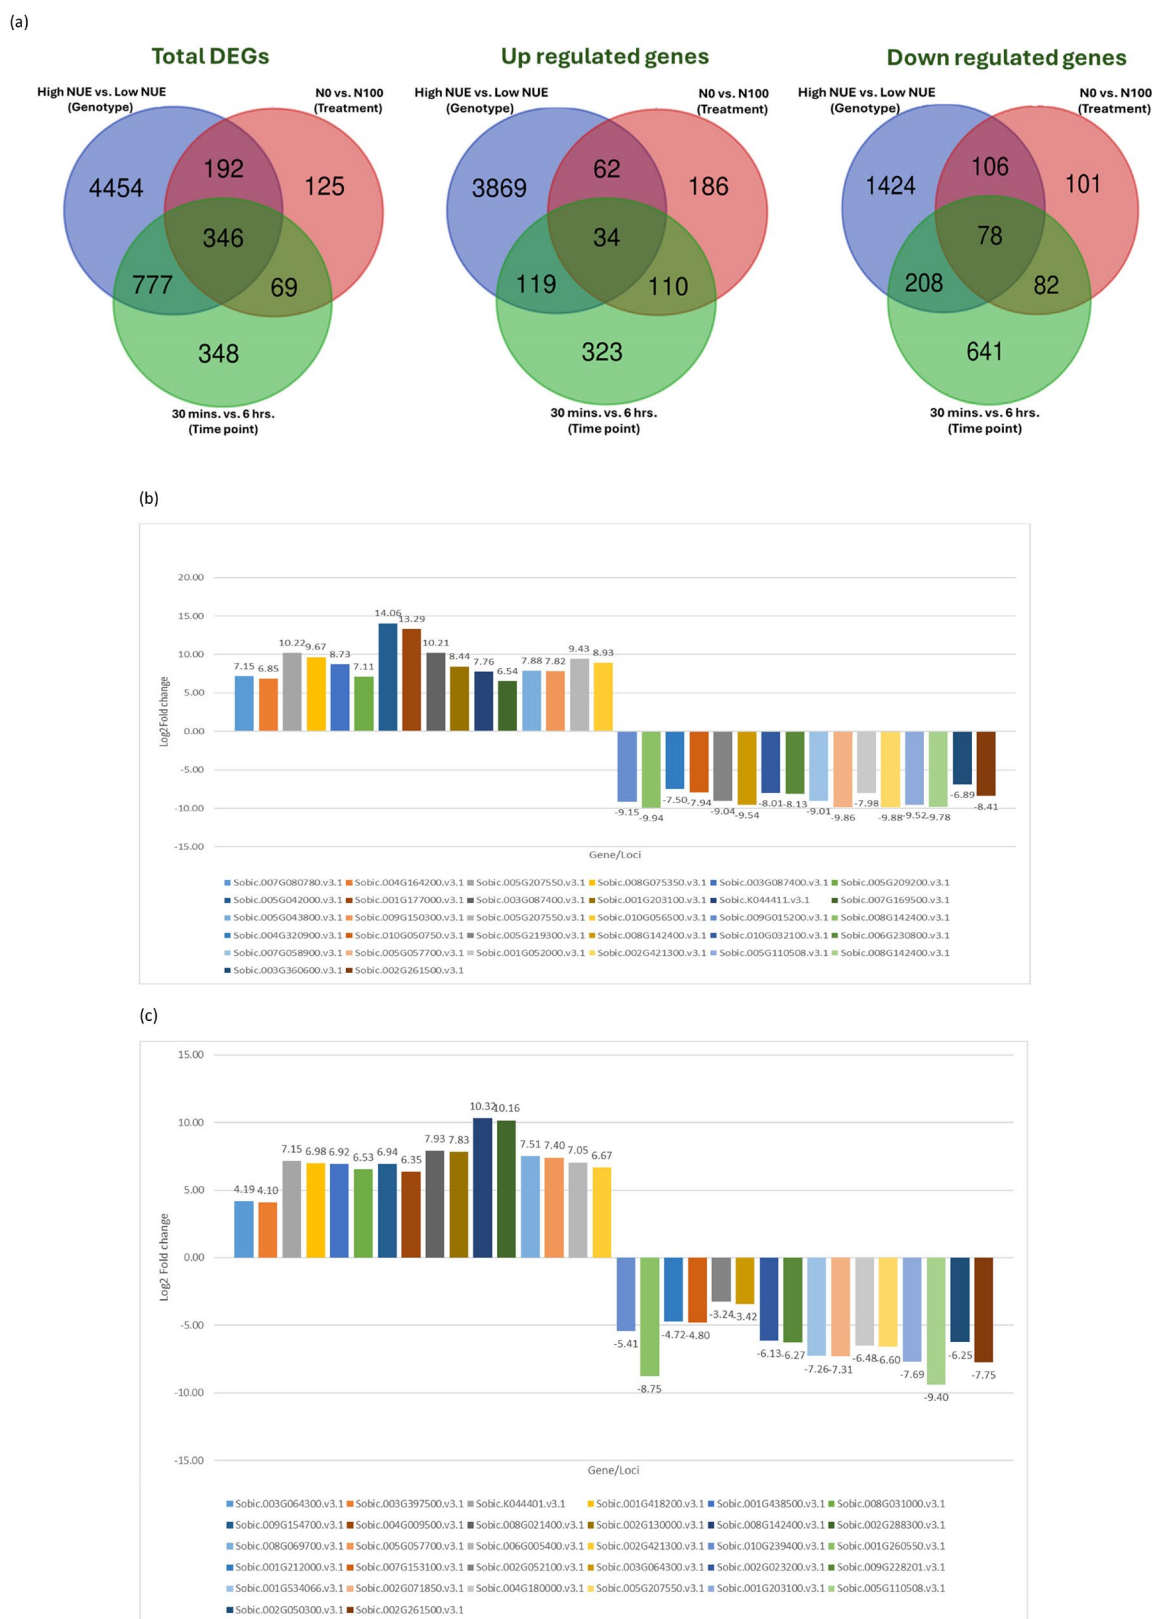 (a)
Total DEGs
Up regulated genes
Down regulated genes
High NUE vs. Low NUE
(Genotype)
N0 vs. N100
(Treatment)
High NUE vs. Low NUE
(Genotype)
N0 vs. N100
(Treatment)
High NUE vs. Low NUE
(Genotype)
N0 vs. N100
(Treatment)
4454 192 125
346
777 69
348
3869 62 186
34
119 110
323
1424 106 101
78
208 82
641
30 mins. vs. 6 hrs.
(Time point)
30 mins. vs. 6 hrs.
(Time point)
30 mins. vs. 6 hrs.
(Time point)
(b)
Log2Fold change
20.00
15.00
10.00
5.00
0.00
-5.00
-10.00
-15.00
7.15 6.85 10.22 9.67 8.73 7.11 14.06 13.29 10.21 8.44 7.76 6.54 7.88 7.82 9.43 8.93
-9.15 -9.94 -7.50 -7.94 -9.04 -9.54 -8.01 -8.13 -9.01 -9.86 -7.98 -9.88 -9.52 -9.78 -6.89 -8.41
Gene/Loci
Sobic.007G080780.v3.1 Sobic.004G164200.v3.1 Sobic.005G207550.v3.1 Sobic.008G075350.v3.1 Sobic.003G087400.v3.1 Sobic.005G209200.v3.1
Sobic.005G042000.v3.1 Sobic.001G177000.v3.1 Sobic.003G087400.v3.1 Sobic.001G203100.v3.1 Sobic.K044411.v3.1 Sobic.007G169500.v3.1
Sobic.005G043800.v3.1 Sobic.009G150300.v3.1 Sobic.005G207550.v3.1 Sobic.010G056500.v3.1 Sobic.009G015200.v3.1 Sobic.008G142400.v3.1
Sobic.004G320900.v3.1 Sobic.010G050750.v3.1 Sobic.005G219300.v3.1 Sobic.008G142400.v3.1 Sobic.010G032100.v3.1 Sobic.006G230800.v3.1
Sobic.007G058900.v3.1 Sobic.005G057700.v3.1 Sobic.001G052000.v3.1 Sobic.002G421300.v3.1 Sobic.005G110508.v3.1 Sobic.008G142400.v3.1
Sobic.003G360600.v3.1 Sobic.002G261500.v3.1
(c)
Log2 Fold change
15.00
10.00
5.00
0.00
-5.00
-10.00
-15.00
4.19 4.10 7.15 6.98 6.92 6.53 6.94 6.35 7.93 7.83 10.32 10.16 7.51 7.40 7.05 6.67
-5.41 -8.75 -4.72 -4.80 -3.24 -3.42 -6.13 -6.27 -7.26 -7.31 -6.48 -6.60 -7.69 -9.40 -6.25 -7.75
Gene/Loci
Sobic.003G064300.v3.1 Sobic.003G397500.v3.1 Sobic.K044401.v3.1 Sobic.001G418200.v3.1 Sobic.001G438500.v3.1 Sobic.008G031000.v3.1
Sobic.009G154700.v3.1 Sobic.004G009500.v3.1 Sobic.008G021400.v3.1 Sobic.002G130000.v3.1 Sobic.008G142400.v3.1 Sobic.002G288300.v3.1
Sobic.008G069700.v3.1 Sobic.005G057700.v3.1 Sobic.006G005400.v3.1 Sobic.002G421300.v3.1 Sobic.010G239400.v3.1 Sobic.001G260550.v3.1
Sobic.001G212000.v3.1 Sobic.007G153100.v3.1 Sobic.002G052100.v3.1 Sobic.003G064300.v3.1 Sobic.002G023200.v3.1 Sobic.009G228201.v3.1
Sobic.001G534066.v3.1 Sobic.002G071850.v3.1 Sobic.004G180000.v3.1 Sobic.005G207550.v3.1 Sobic.001G203100.v3.1 Sobic.005G110508.v3.1
Sobic.002G050300.v3.1 Sobic.002G261500.v3.1